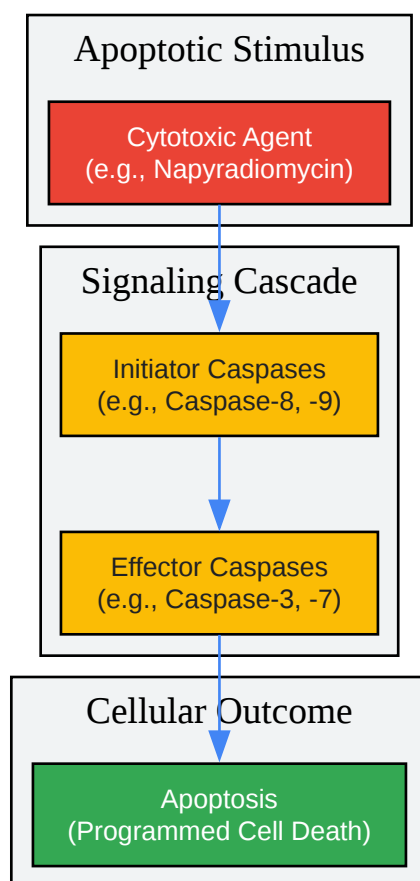 Apoptotic Stimulus
Cytotoxic Agent
(e.g., Napyradiomycin)
Signaling Cascade
Initiator Caspases
(e.g., Caspase-8, -9)
Effector Caspases
(e.g., Caspase-3, -7)
Cellular Outcome
Apoptosis
(Programmed Cell Death)